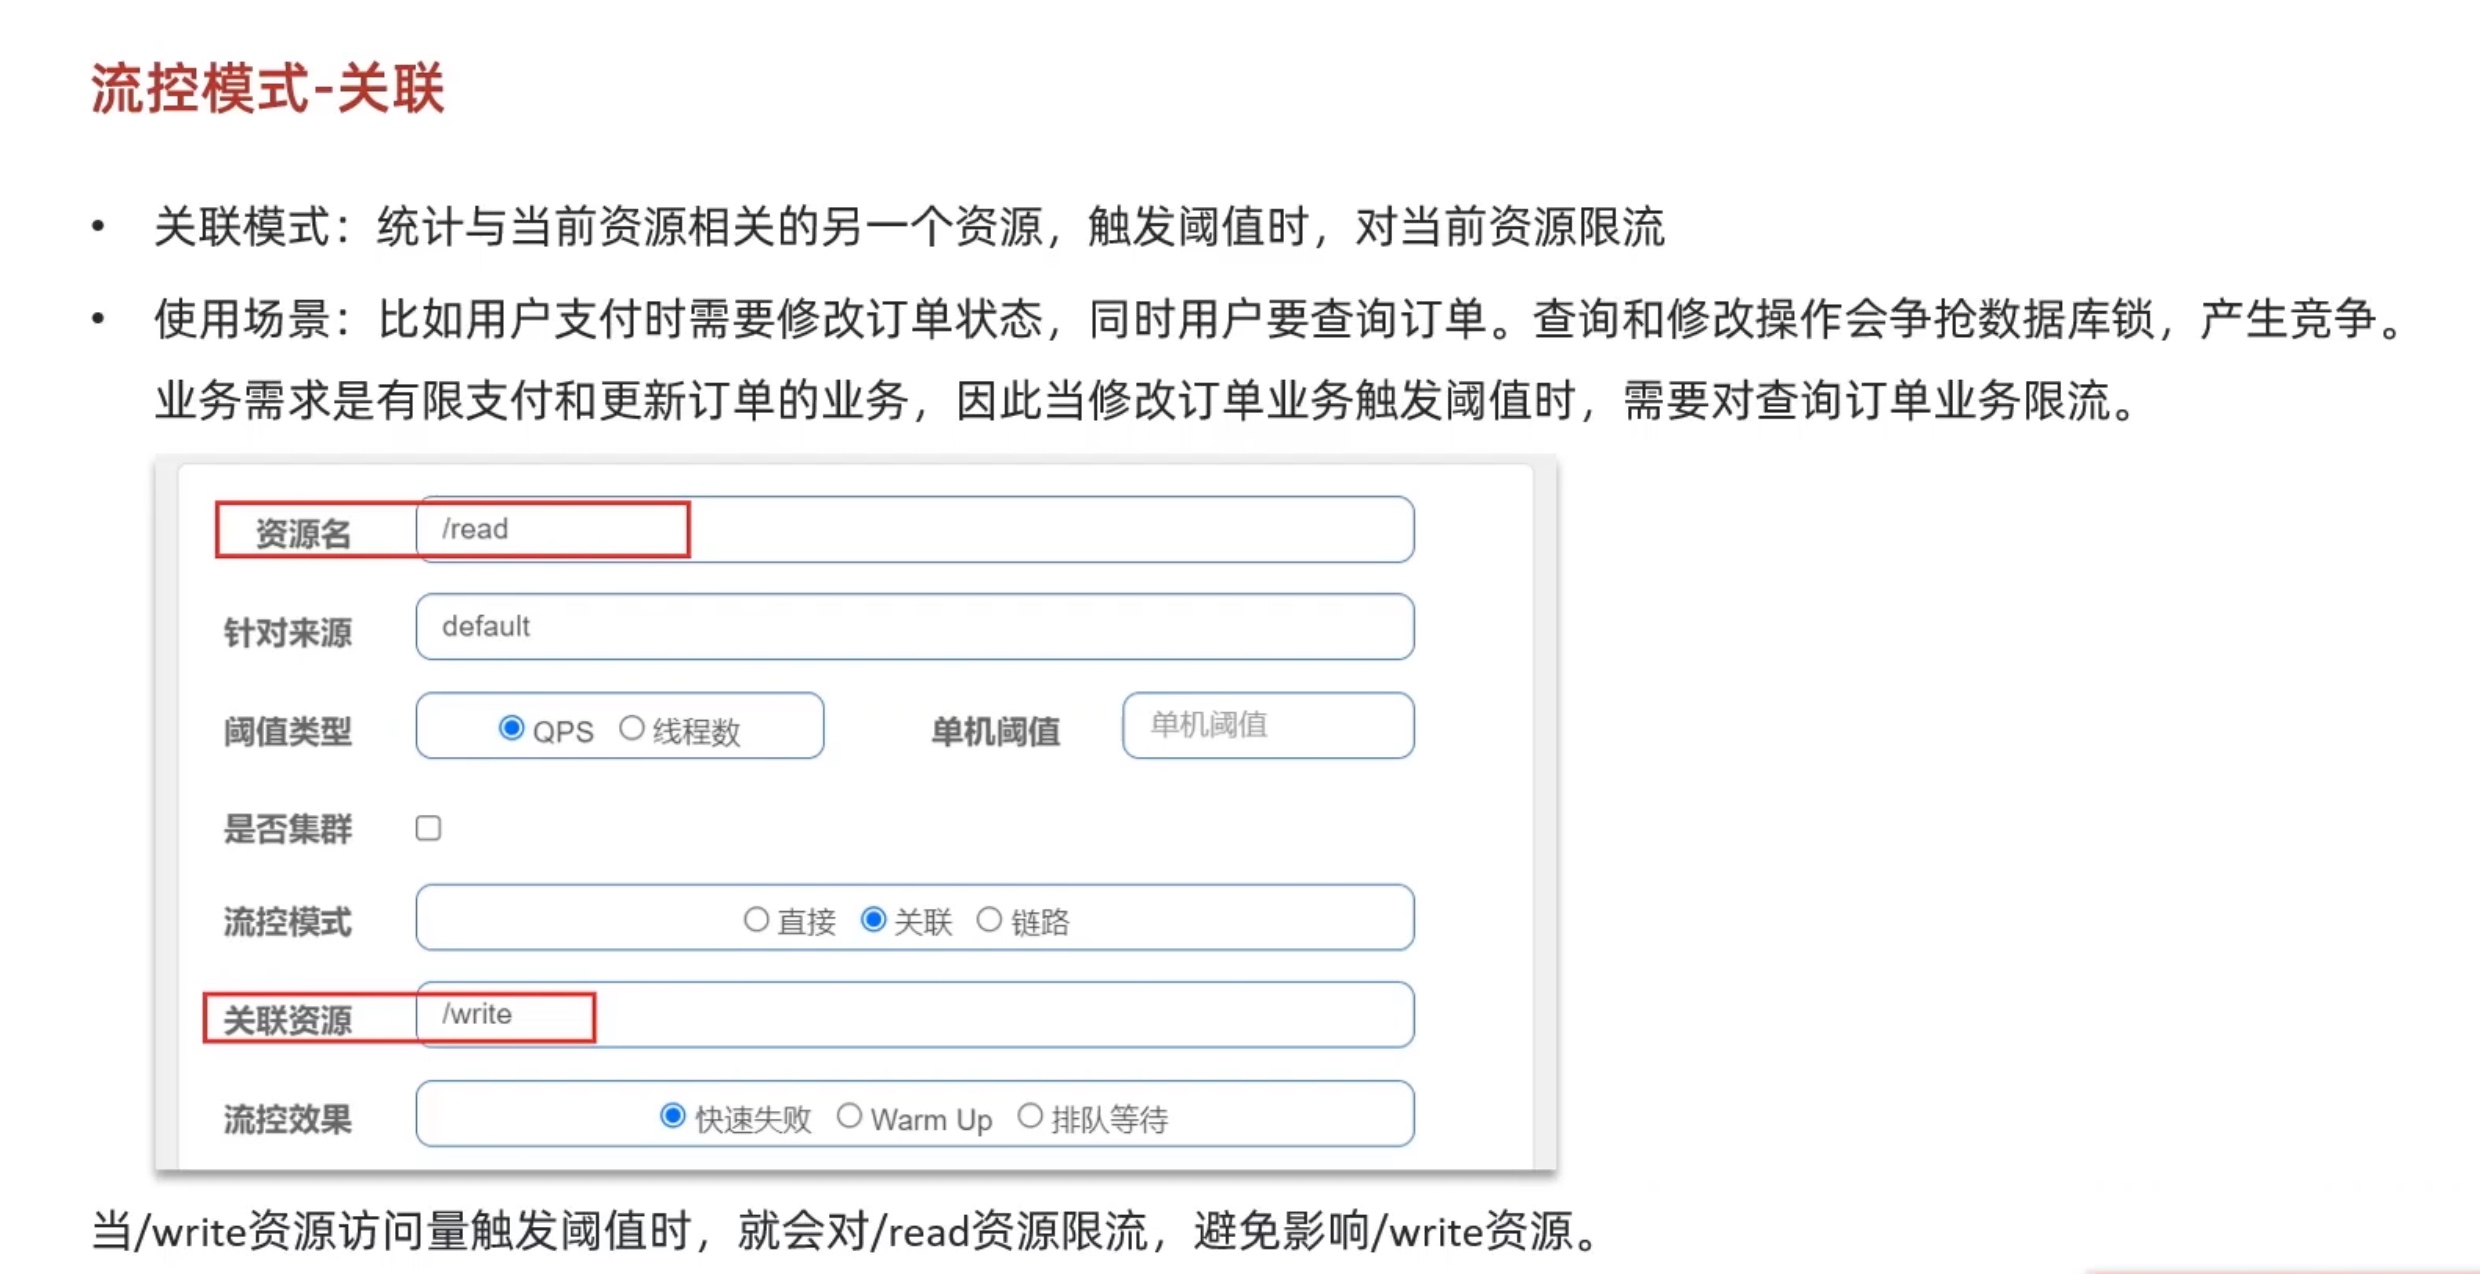 流控模式-关联
• 关联模式：统计与当前资源相关的另一个资源，触发阈值时，对当前资源限流
• 使用场景：比如用户支付时需要修改订单状态，同时用户要查询订单。查询和修改操作会争抢数据库锁，产生竞争。
业务需求是有限支付和更新订单的业务，因此当修改订单业务触发阈值时，需要对查询订单业务限流。
资源名 /read
针对来源 default
阈值类型 QPS 线程数 单机阈值 单机阈值
是否集群
流控模式 直接 关联 链路
关联资源 /write
流控效果 快速失败 Warm Up 排队等待
当/write资源访问量触发阈值时，就会对/read资源限流，避免影响/write资源。